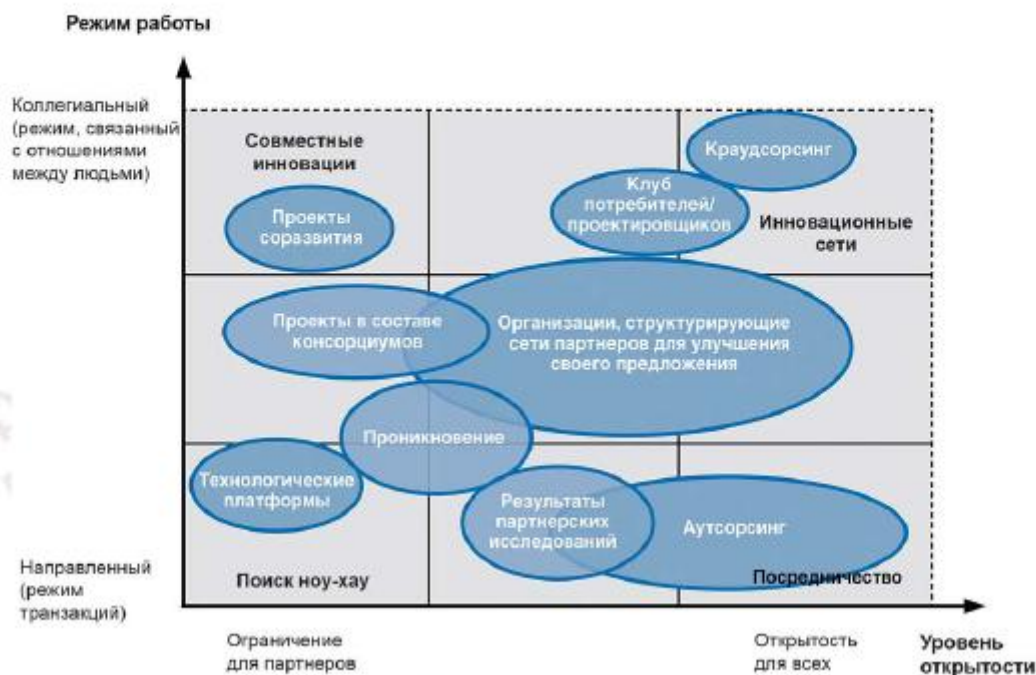 Режим работы
Коллегиальный
(режим, связанный
с отношениями
между людьми)
Совместные
инновации
Краудсорсинг
Клуб
потребителей/
проектировщиков
Проекты
соразвития
Инновационные
сети
Проекты в составе
консорциумов
Организации, структурирующие
сети партнеров для улучшения
своего предложения
Проникновение
Технологические
платформы
Результаты
партнерских
исследований
Аутсорсинг
Направленный
(режим
транзакций)
Поиск ноу-хау
Посредничество
Ограничение
для партнеров
Открытость
для всех
Уровень
открытости